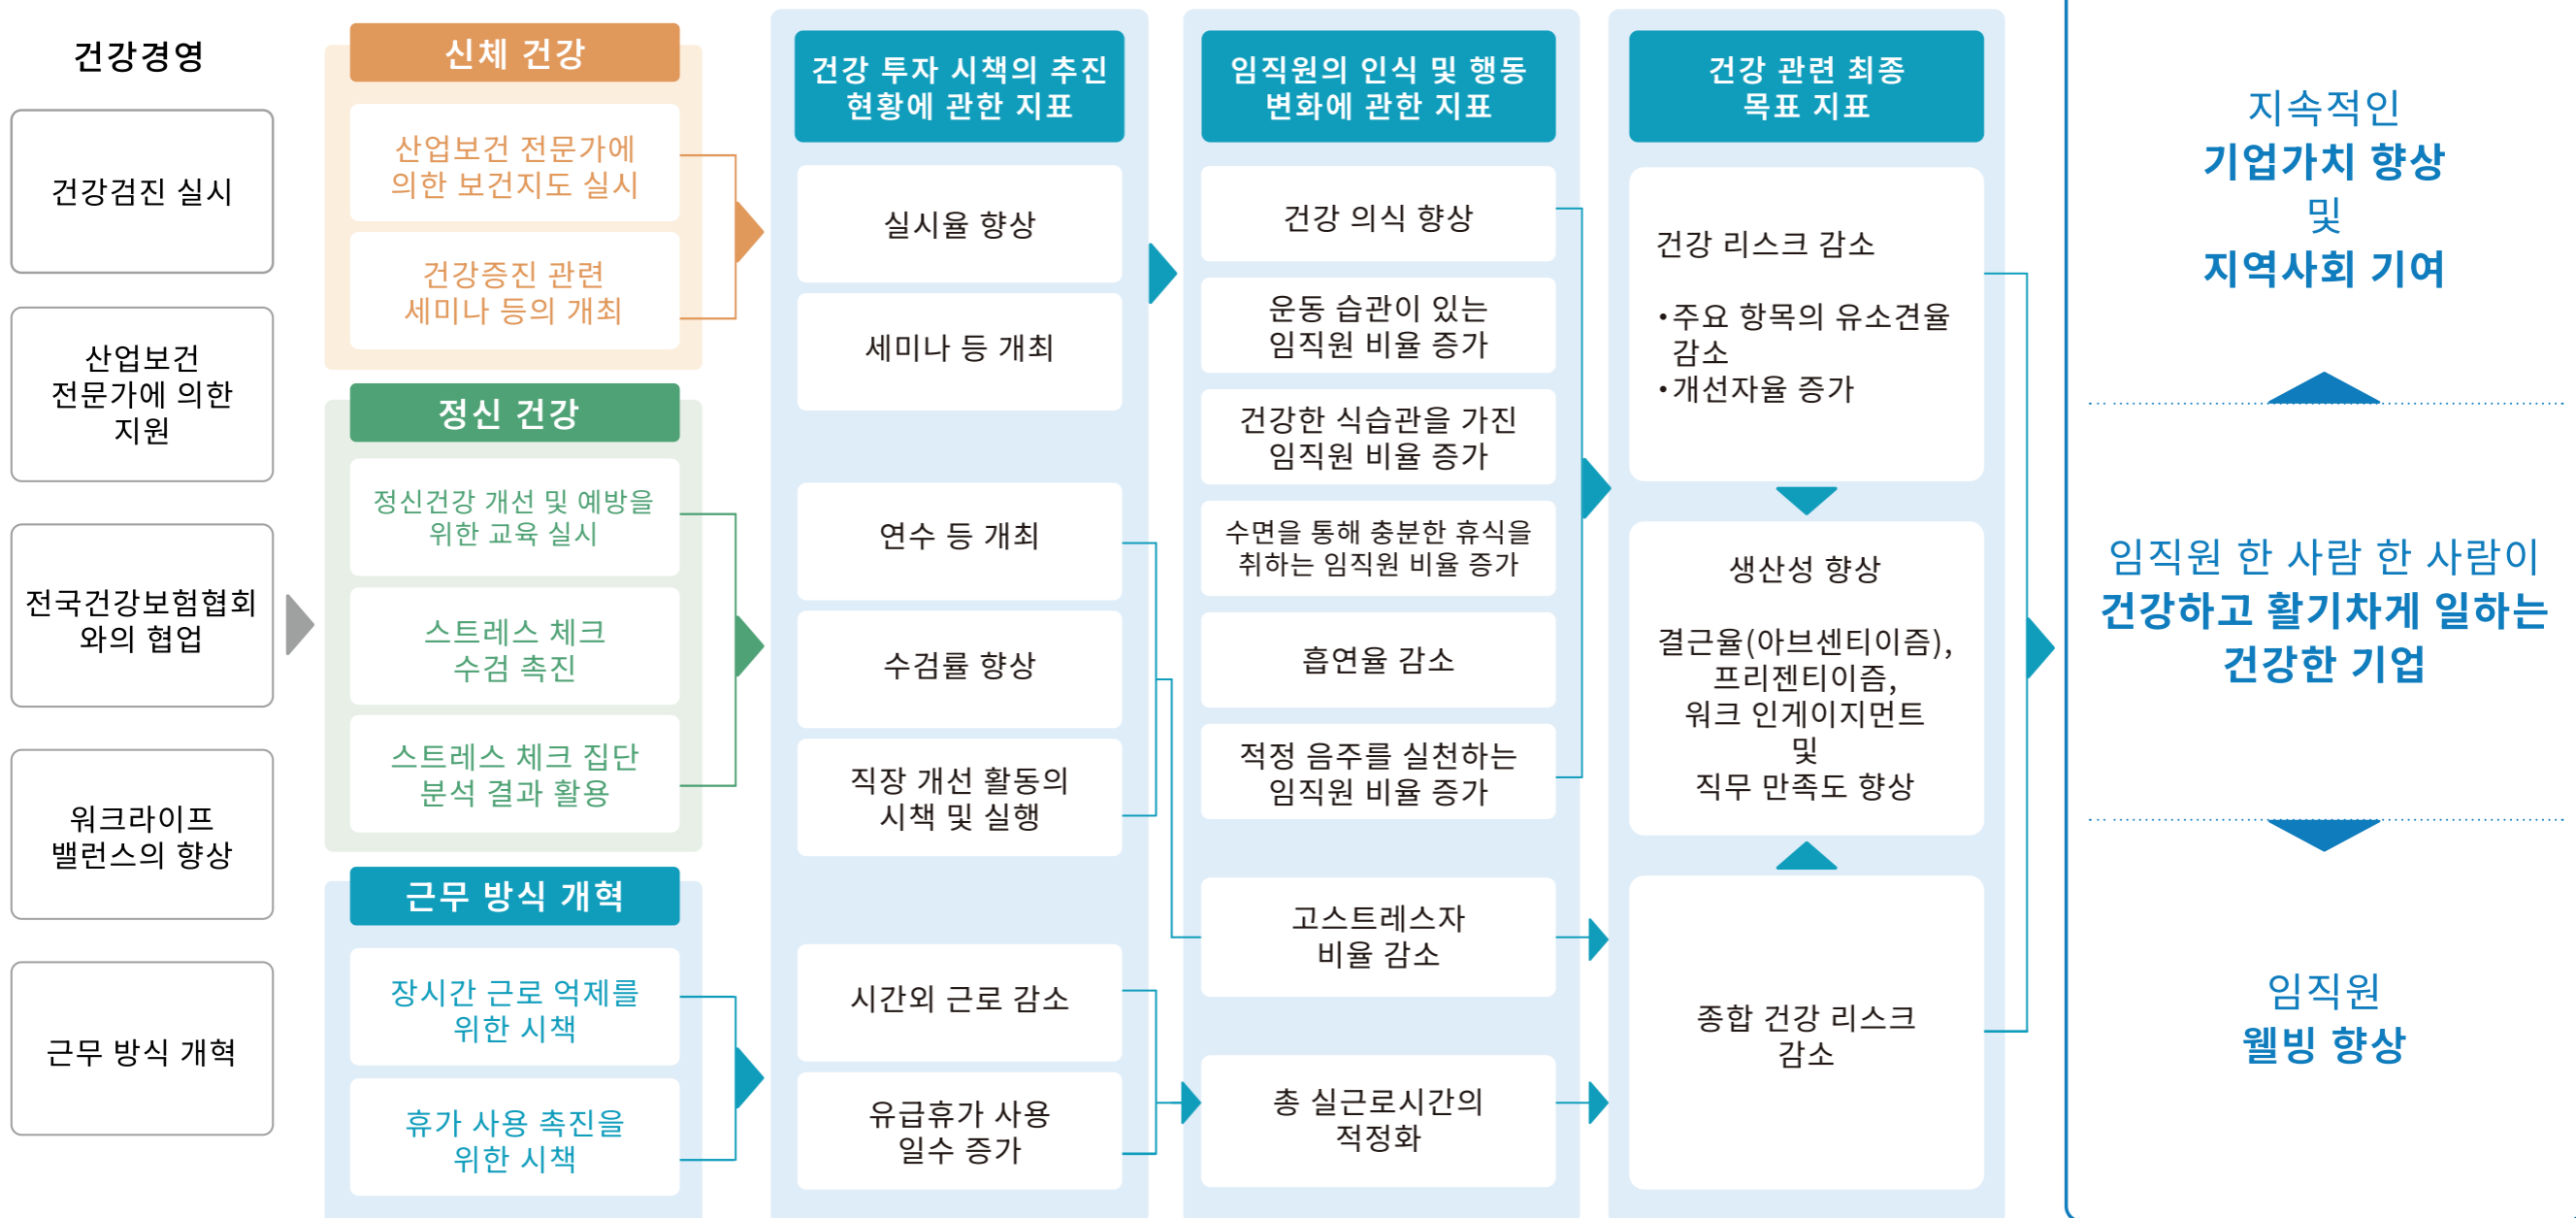 건강경영
건강검진 실시
산업보건
전문가에 의한
지원
전국건강보험협회
와의 협업
워크라이프
밸런스의 향상
근무 방식 개혁
신체 건강
산업보건 전문가에
의한 보건지도 실시
건강증진 관련
세미나 등의 개최
정신 건강
정신건강 개선 및 예방을
위한 교육 실시
스트레스 체크
수검 촉진
스트레스 체크 집단
분석 결과 활용
근무 방식 개혁
장시간 근로 억제를
위한 시책
휴가 사용 촉진을
위한 시책
건강 투자 시책의 추진
현황에 관한 지표
실시율 향상
세미나 등 개최
연수 등 개최
수검률 향상
직장 개선 활동의
시책 및 실행
시간외 근로 감소
유급휴가 사용
일수 증가
임직원의 인식 및 행동
변화에 관한 지표
건강 의식 향상
운동 습관이 있는
임직원 비율 증가
건강한 식습관을 가진
임직원 비율 증가
수면을 통해 충분한 휴식을
취하는 임직원 비율 증가
흡연율 감소
적정 음주를 실천하는
임직원 비율 증가
고스트레스자
비율 감소
총 실근로시간의
적정화
건강 관련 최종
목표 지표
건강 리스크 감소
・주요 항목의 유소견율
감소
・개선자율 증가
생산성 향상
결근율(아브센티이즘),
프리젠티이즘,
워크 인게이지먼트
및
직무 만족도 향상
종합 건강 리스크
감소
지속적인
기업가치 향상
및
지역사회 기여
임직원 한 사람 한 사람이
건강하고 활기차게 일하는
건강한 기업
임직원
웰빙 향상